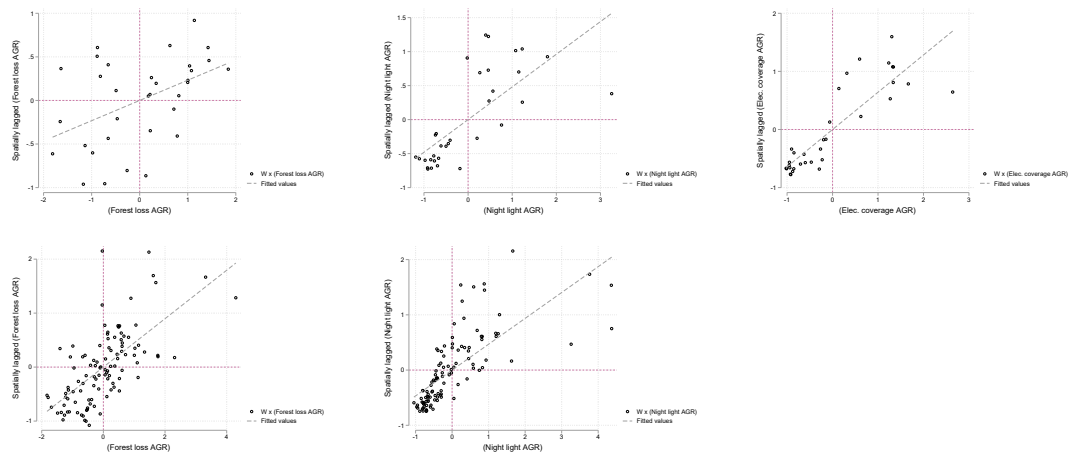 Spatially lagged (Forest loss AGR)
1
.5
0
-.5
-1
-2
-1
0
1
2
(Forest loss AGR)
W x (Forest loss AGR)
Fitted values
Spatially lagged (Night light AGR)
1.5
1
.5
0
-.5
-1
-1
0
1
2
3
(Night light AGR)
W x (Night light AGR)
Fitted values
Spatially lagged (Elec. coverage AGR)
2
1
0
-1
-1
0
1
2
3
(Elec. coverage AGR)
W x (Elec. coverage AGR)
Fitted values
Spatially lagged (Forest loss AGR)
2
1
0
-1
-2
0
2
4
(Forest loss AGR)
W x (Forest loss AGR)
Fitted values
Spatially lagged (Night light AGR)
2
1
0
-1
-1
0
1
2
3
4
(Night light AGR)
W x (Night light AGR)
Fitted values